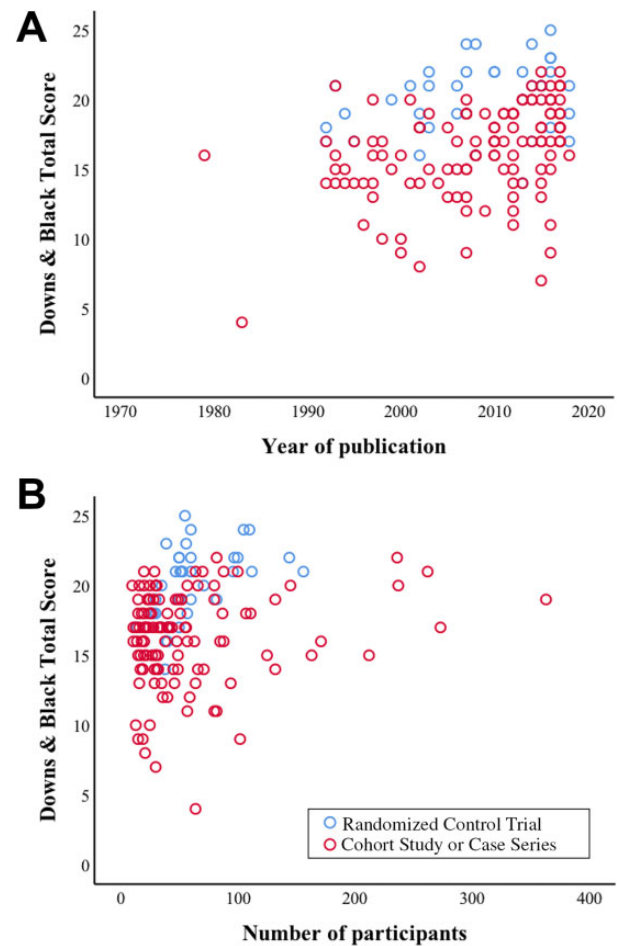 A
Downs & Black Total Score
25
20
15
10
5
0
1970 1980 1990 2000 2010 2020
Year of publication
B
Downs & Black Total Score
25
20
15
10
5
0
Randomized Control Trial
Cohort Study or Case Series
0 100 200 300 400
Number of participants